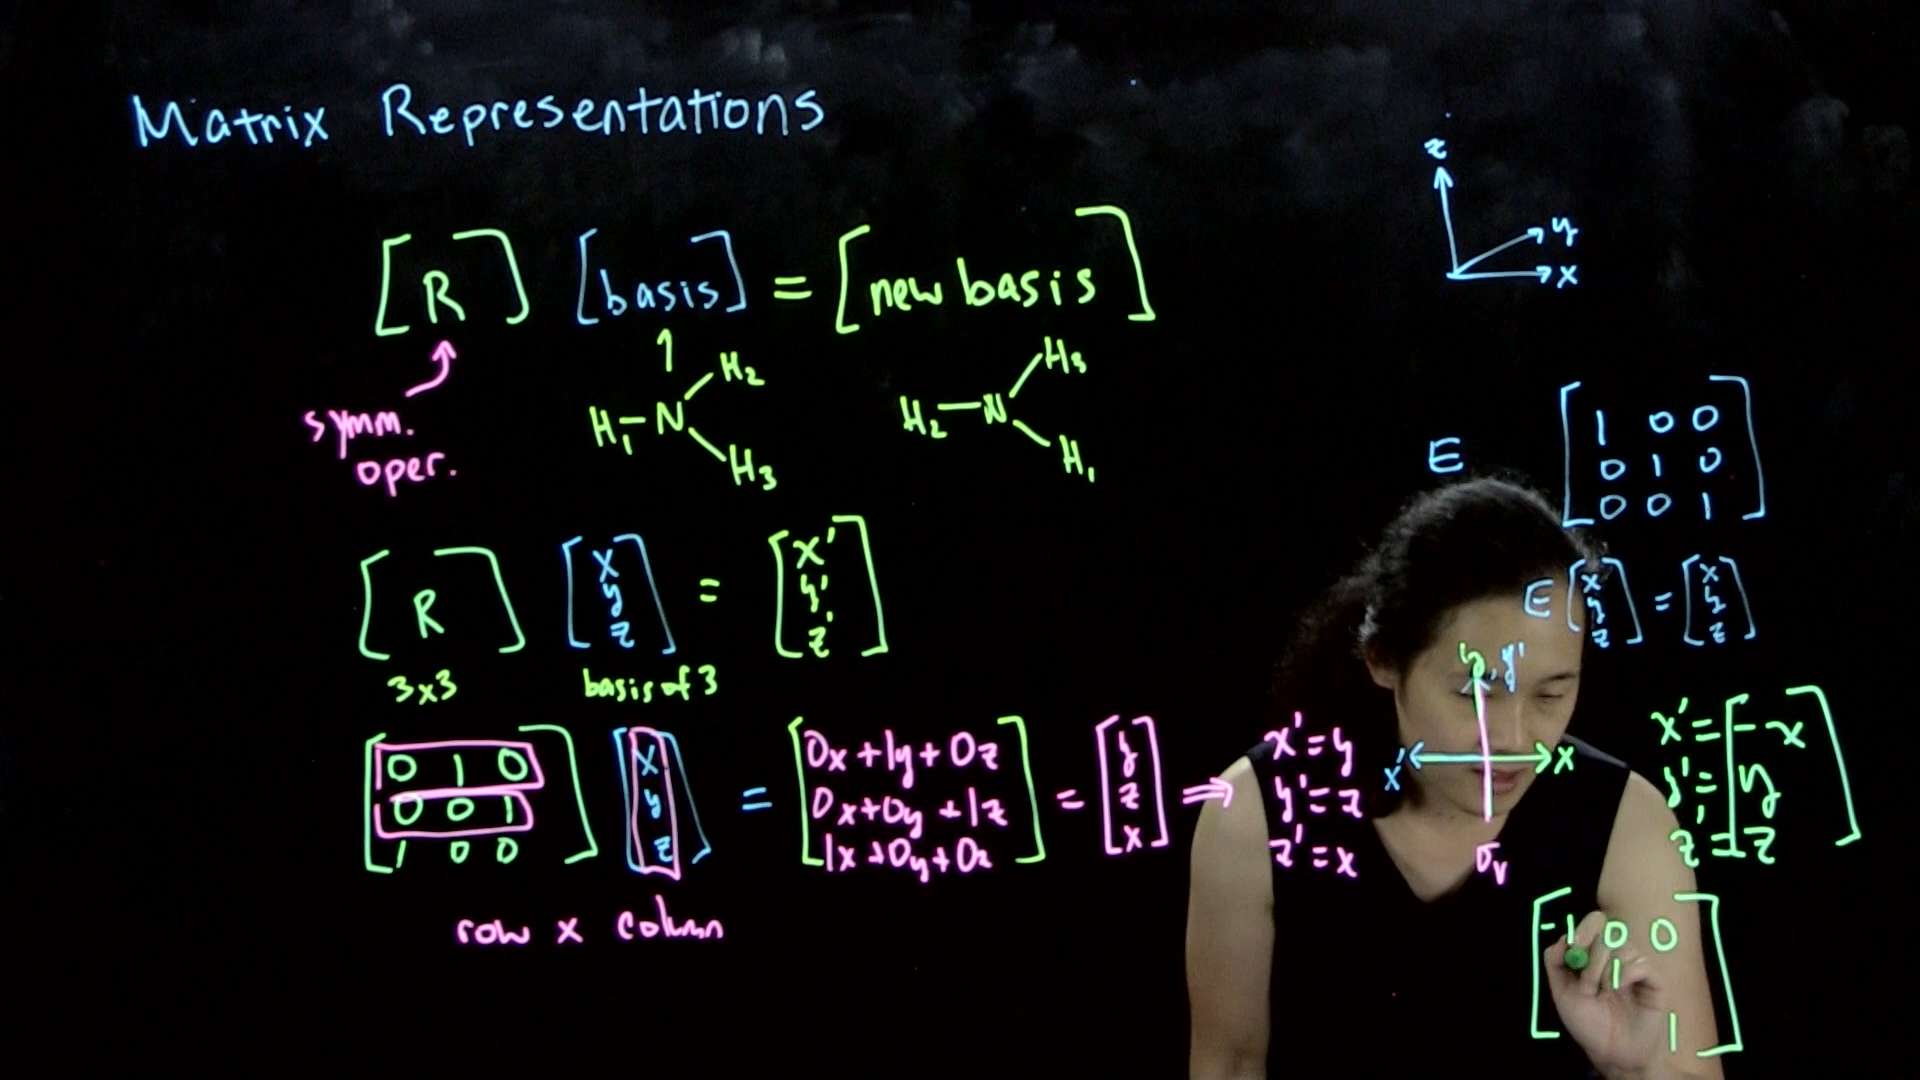 Matrix Representations
z
y
x
[R] [basis] = [new basis]
symm.
oper.
H1 N H2 H3
H2 N H3 H1
E [1 0 0
0 1 0
0 0 1]
[R] [x y z] = [x' y' z']
3x3 basis of 3
E [x y z] = [x y z]
y, y'
x' x
σv
x' = [-x
y' = y
z' = z]
[0 1 0
0 0 1
1 0 0] [x y z] = [0x+1y+0z
0x+0y+1z
1x+0y+0z] = [y z x] ⇒ x'=y
y'=z
z'=x
row x column
[-1 0 0
1
1]